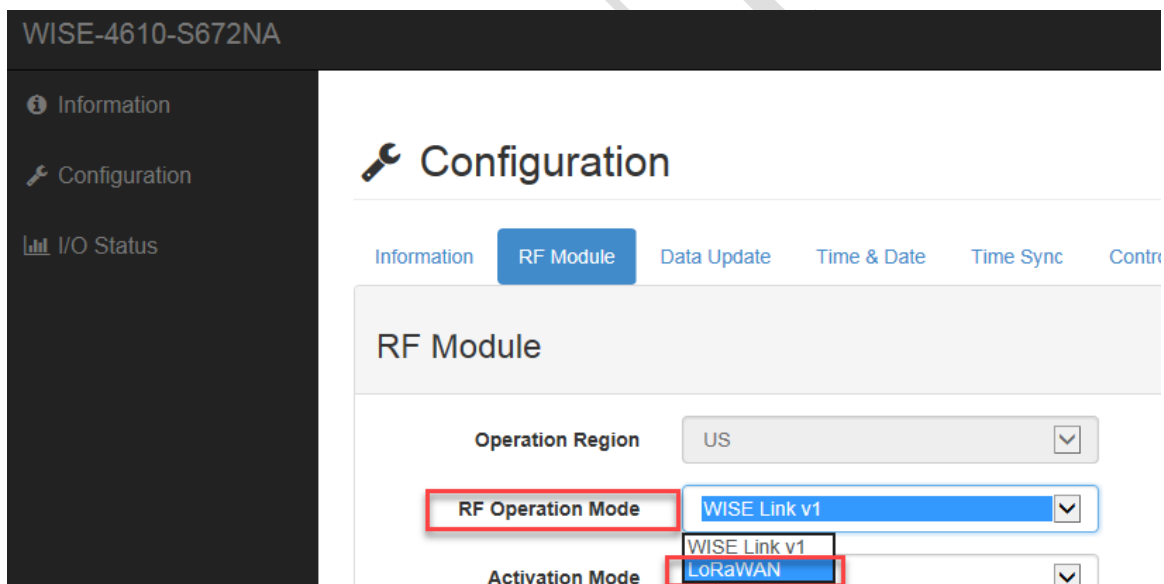 WISE-4610-S672NA
Information
Configuration
I/O Status
Configuration
Information RF Module Data Update Time & Date Time Sync Contro
RF Module
Operation Region US
RF Operation Mode WISE Link v1
WISE Link v1
LoRaWAN
Activation Mode